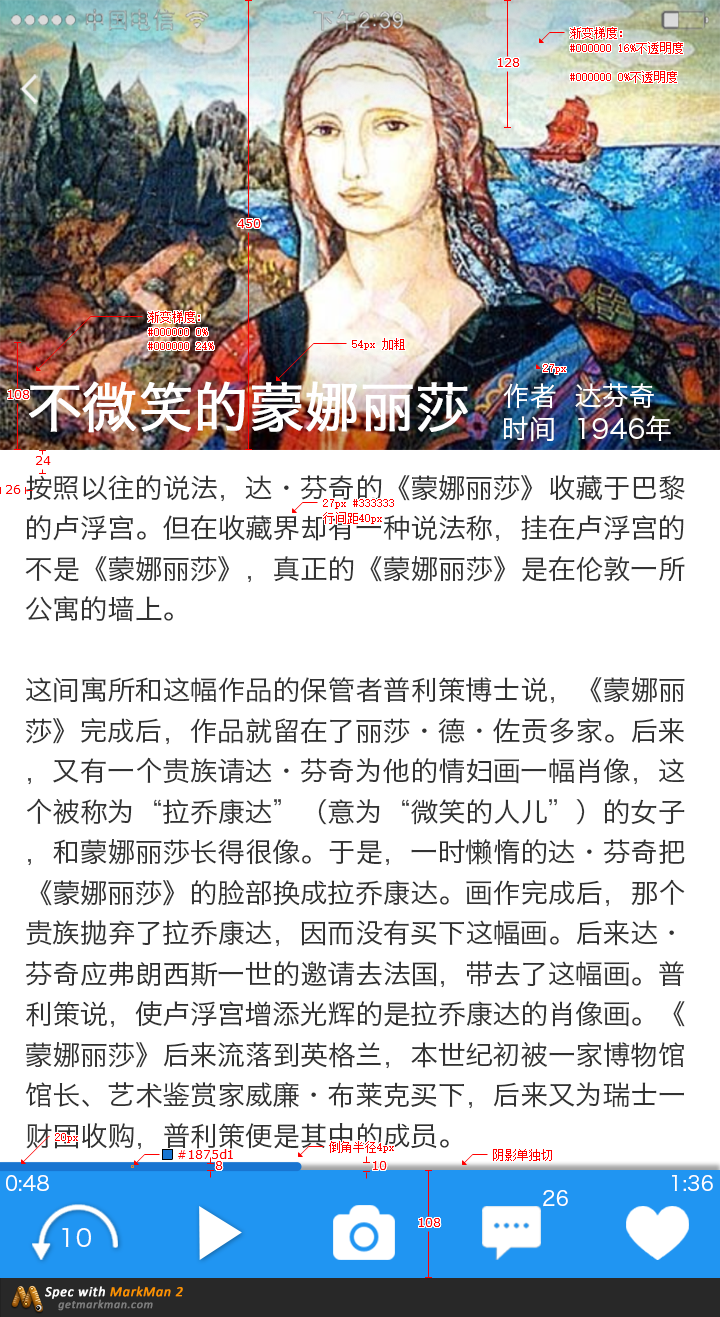 中国电信 下午2:39
渐变梯度：
#000000 16%不透明度
#000000 0%不透明度
128
450
渐变梯度：
#000000 0%
#000000 24%
54px 加粗
108
27px
不微笑的蒙娜丽莎
作者 达芬奇
时间 1946年
24
26
按照以往的说法，达·芬奇的《蒙娜丽莎》收藏于巴黎
27px #333333
行间距40px
的卢浮宫。但在收藏界却有一种说法称，挂在卢浮宫的
不是《蒙娜丽莎》，真正的《蒙娜丽莎》是在伦敦一所
公寓的墙上。
这间寓所和这幅作品的保管者普利策博士说，《蒙娜丽
莎》完成后，作品就留在了丽莎·德·佐贡多家。后来
，又有一个贵族请达·芬奇为他的情妇画一幅肖像，这
个被称为“拉乔康达”（意为“微笑的人儿”）的女子
，和蒙娜丽莎长得很像。于是，一时懒惰的达·芬奇把
《蒙娜丽莎》的脸部换成拉乔康达。画作完成后，那个
贵族抛弃了拉乔康达，因而没有买下这幅画。后来达·
芬奇应弗朗西斯一世的邀请去法国，带去了这幅画。普
利策说，使卢浮宫增添光辉的是拉乔康达的肖像画。《
蒙娜丽莎》后来流落到英格兰，本世纪初被一家博物馆
馆长、艺术鉴赏家威廉·布莱克买下，后来又为瑞士一
财团收购，普利策便是其中的成员。
20px
#1875d1
倒角半径4px
阴影单独切
8
10
0:48
1:36
10
108
26
Spec with MarkMan 2
getmarkman.com